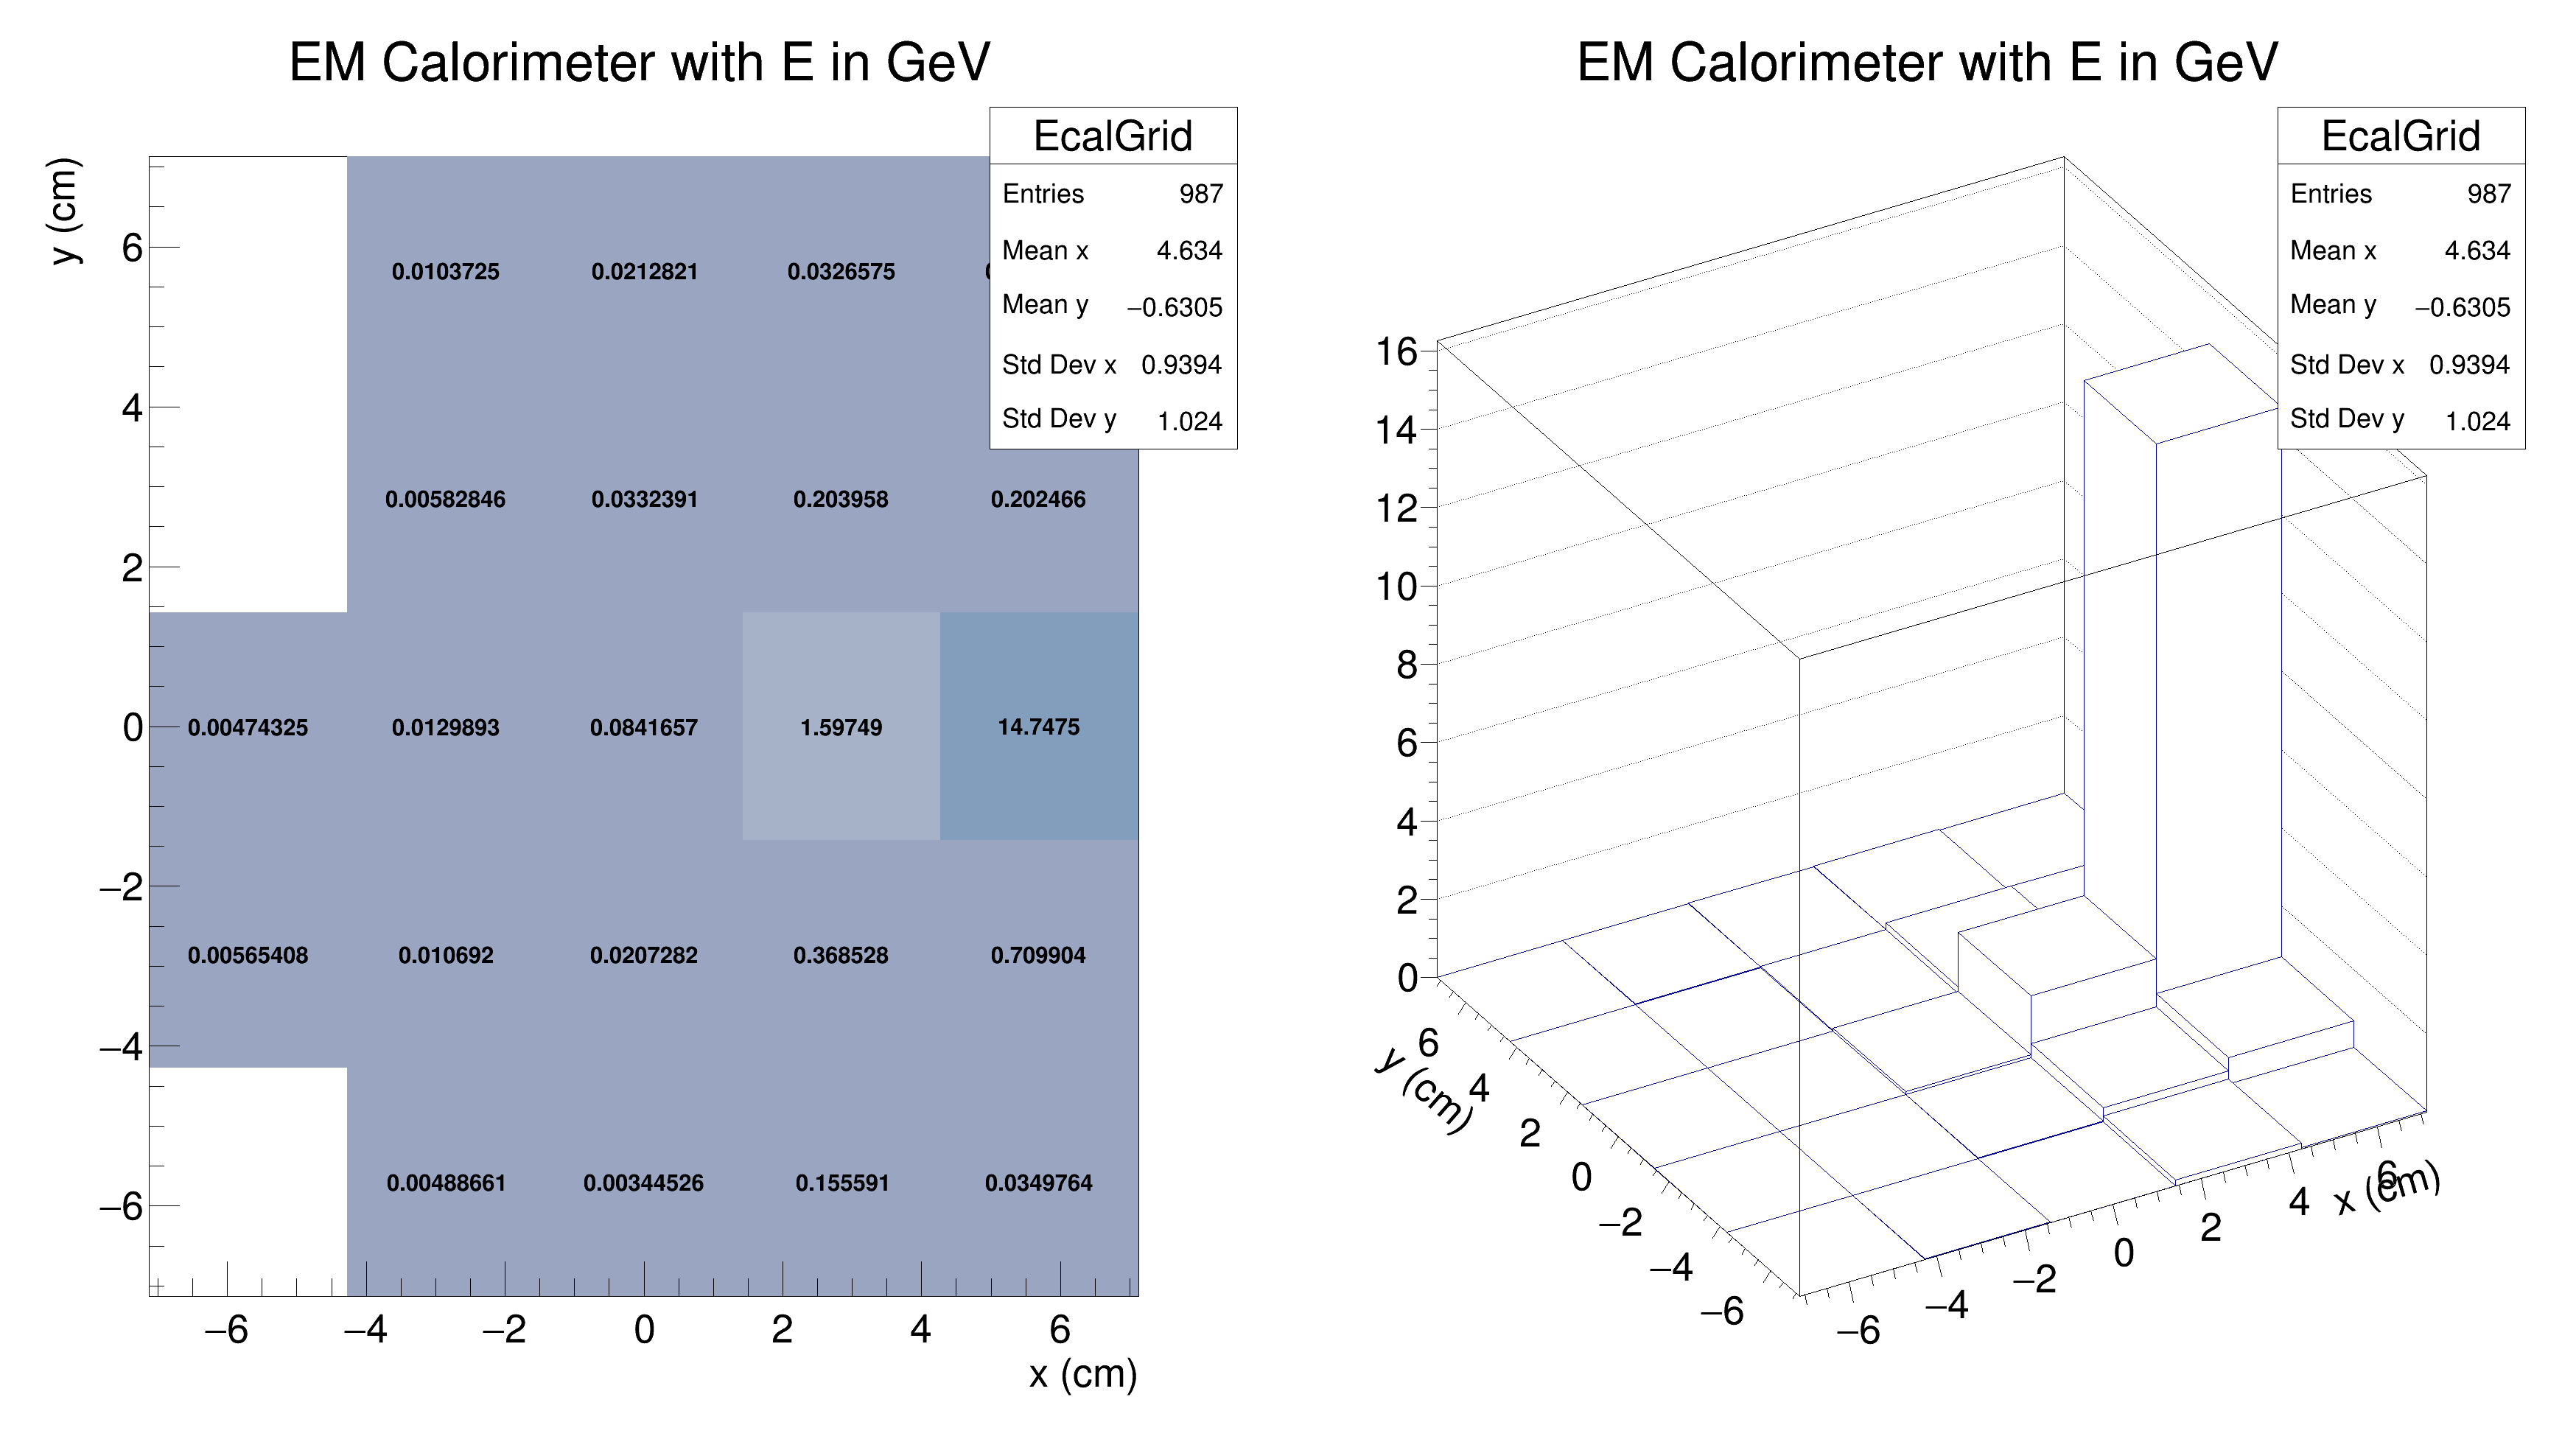 EM Calorimeter with E in GeV
EcalGrid
Entries 987
Mean x 4.634
Mean y −0.6305
Std Dev x 0.9394
Std Dev y 1.024
y (cm)
6
4
2
0
−2
−4
−6
0.0103725 0.0212821 0.0326575
0.00582846 0.0332391 0.203958 0.202466
0.00474325 0.0129893 0.0841657 1.59749 14.7475
0.00565408 0.010692 0.0207282 0.368528 0.709904
0.00488661 0.00344526 0.155591 0.0349764
−6 −4 −2 0 2 4 6
x (cm)
EM Calorimeter with E in GeV
EcalGrid
Entries 987
Mean x 4.634
Mean y −0.6305
Std Dev x 0.9394
Std Dev y 1.024
16
14
12
10
8
6
4
2
0
y (cm)
6
4
2
0
−2
−4
−6
−6
−4
−2
0
2
4
6
x (cm)